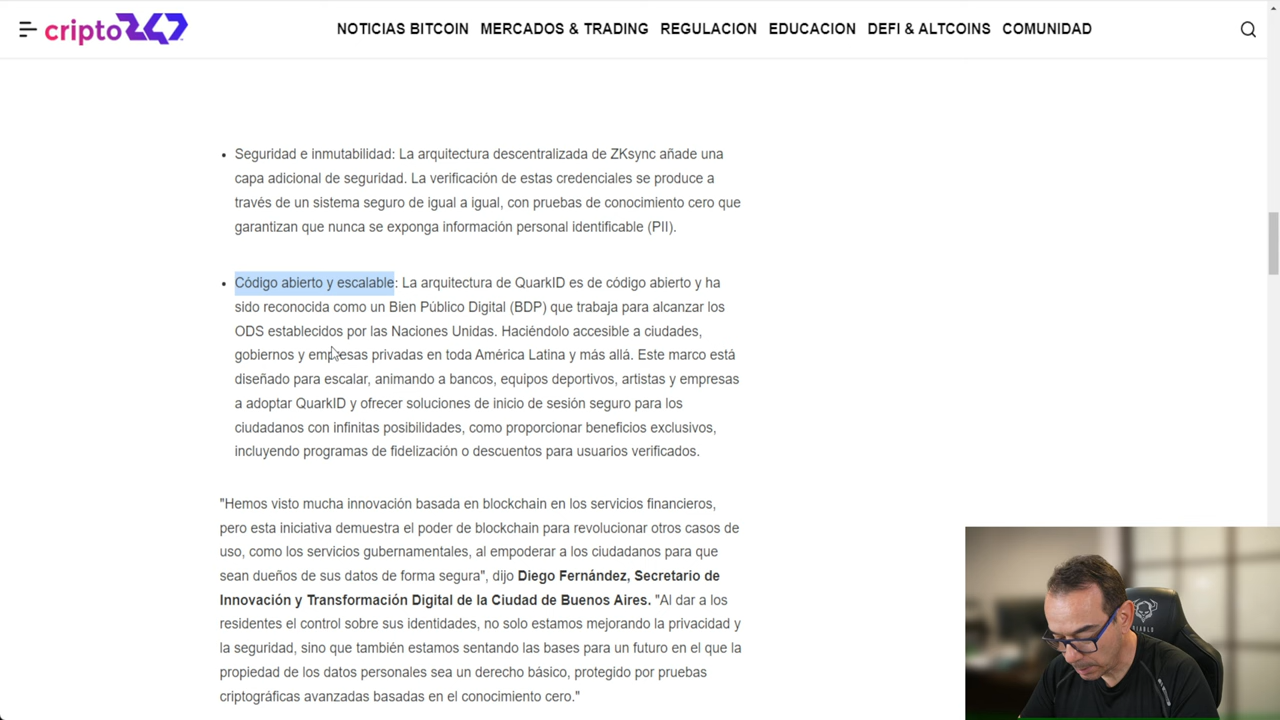 cripto247
NOTICIAS BITCOIN MERCADOS & TRADING REGULACION EDUCACION DEFI & ALTCOINS COMUNIDAD
• Seguridad e inmutabilidad: La arquitectura descentralizada de ZKsync añade una
capa adicional de seguridad. La verificación de estas credenciales se produce a
través de un sistema seguro de igual a igual, con pruebas de conocimiento cero que
garantizan que nunca se exponga información personal identificable (PII).
• Código abierto y escalable: La arquitectura de QuarkID es de código abierto y ha
sido reconocida como un Bien Público Digital (BDP) que trabaja para alcanzar los
ODS establecidos por las Naciones Unidas. Haciéndolo accesible a ciudades,
gobiernos y empresas privadas en toda América Latina y más allá. Este marco está
diseñado para escalar, animando a bancos, equipos deportivos, artistas y empresas
a adoptar QuarkID y ofrecer soluciones de inicio de sesión seguro para los
ciudadanos con infinitas posibilidades, como proporcionar beneficios exclusivos,
incluyendo programas de fidelización o descuentos para usuarios verificados.
"Hemos visto mucha innovación basada en blockchain en los servicios financieros,
pero esta iniciativa demuestra el poder de blockchain para revolucionar otros casos de
uso, como los servicios gubernamentales, al empoderar a los ciudadanos para que
sean dueños de sus datos de forma segura", dijo Diego Fernández, Secretario de
Innovación y Transformación Digital de la Ciudad de Buenos Aires. "Al dar a los
residentes el control sobre sus identidades, no solo estamos mejorando la privacidad y
la seguridad, sino que también estamos sentando las bases para un futuro en el que la
propiedad de los datos personales sea un derecho básico, protegido por pruebas
criptográficas avanzadas basadas en el conocimiento cero."
DIABLO